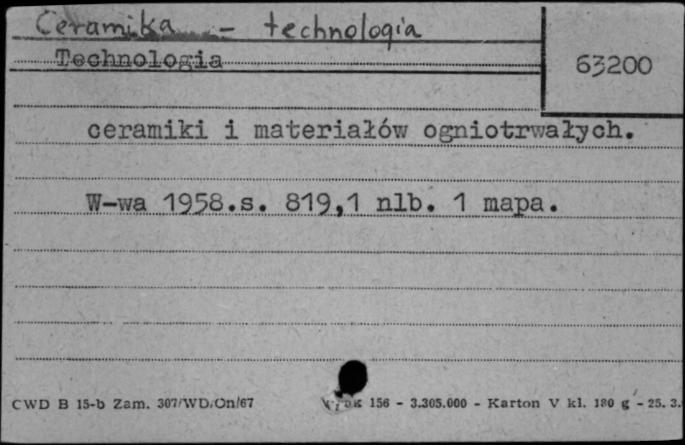 Ceramika - technologia
Technologia
63200
ceramiki i materiałów ogniotrwałych.
W-wa 1958.s. 819,1 nlb. 1 mapa.
CWD B 15-b Zam. 307/WD/On/67 156 - 3.305.000 - Karton V kl. 180 g - 25. 3.